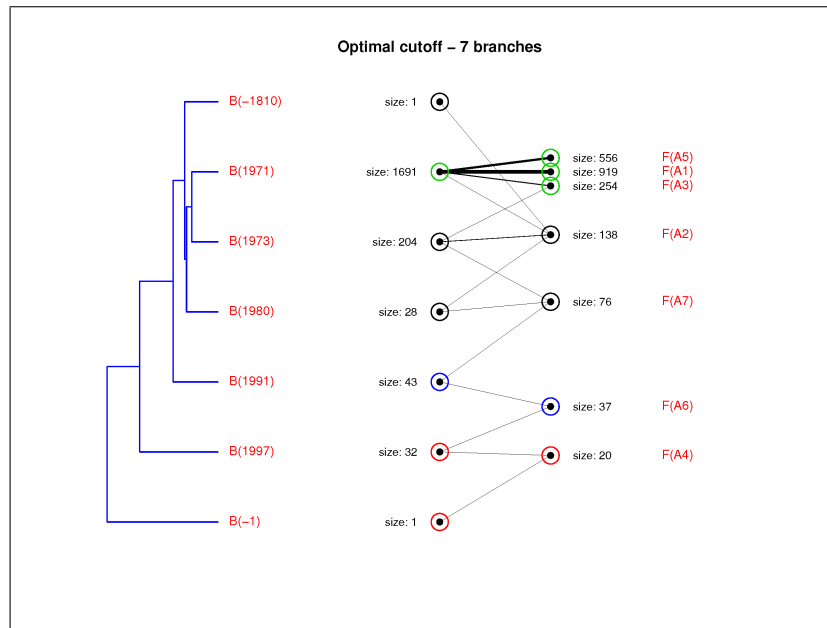 Optimal cutoff – 7 branches
B(−1810) size: 1
size: 556 F(A5)
B(1971) size: 1691 size: 919 F(A1)
size: 254 F(A3)
size: 138 F(A2)
B(1973) size: 204
size: 76 F(A7)
B(1980) size: 28
B(1991) size: 43
size: 37 F(A6)
B(1997) size: 32
size: 20 F(A4)
B(−1) size: 1